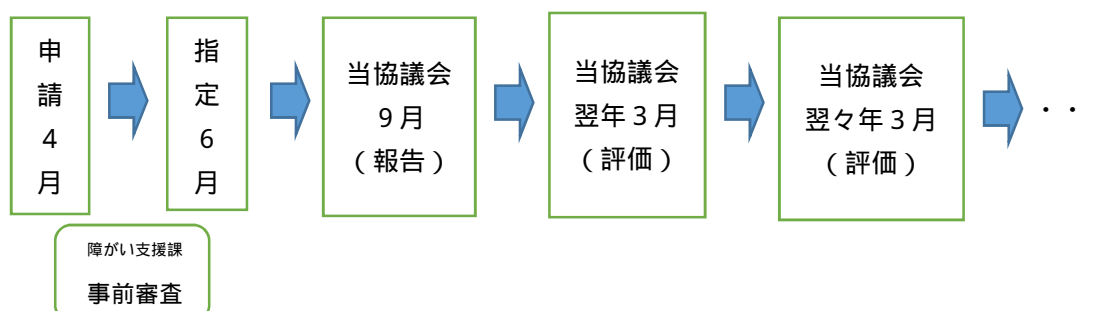 申請4月
指定6月
当協議会
9月
(報告)
当協議会
翌年3月
(評価)
当協議会
翌々年3月
(評価)
・・
障がい支援課
事前審査